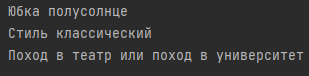 Юбка полусолнце
Стиль классический
Поход в театр или поход в университет